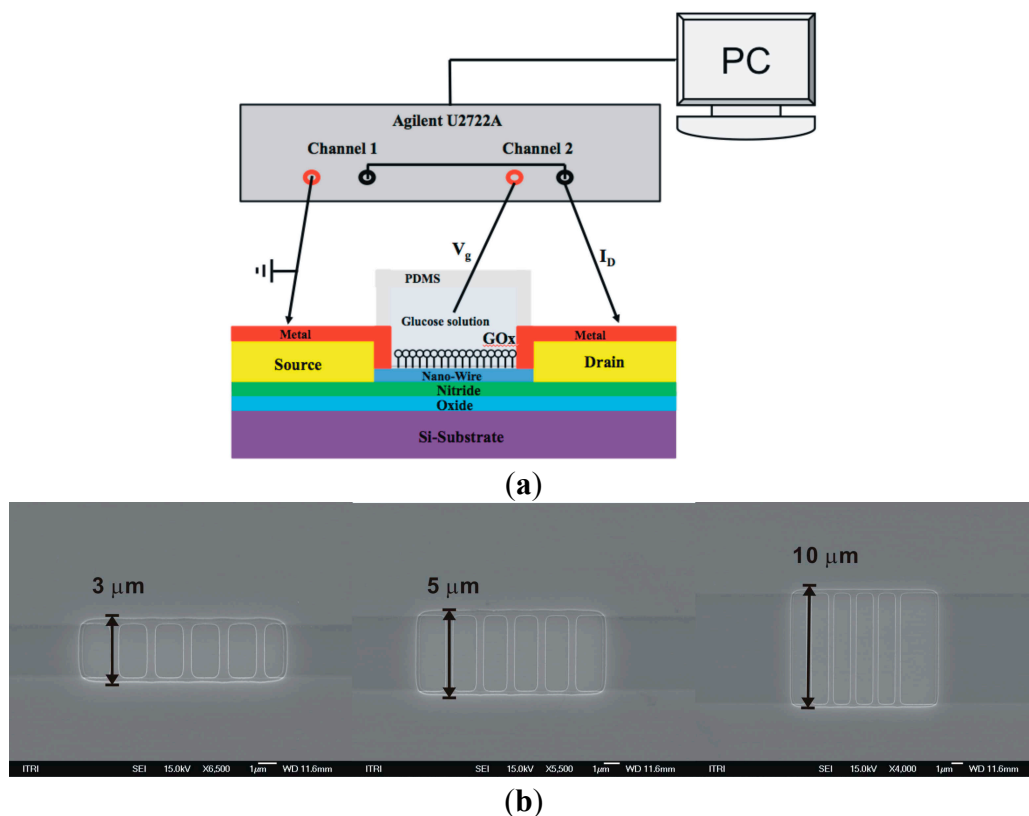 PC
Agilent U2722A
Channel 1 Channel 2
Vg
ID
PDMS
Glucose solution
GOx
Metal Metal
Source Drain
Nano-Wire
Nitride
Oxide
Si-Substrate
(a)
3 μm 5 μm 10 μm
ITRI SEI 15.0kV X6,500 1μm WD 11.6mm ITRI SEI 15.0kV X5,500 1μm WD 11.6mm ITRI SEI 15.0kV X4,000 1μm WD 11.6mm
(b)